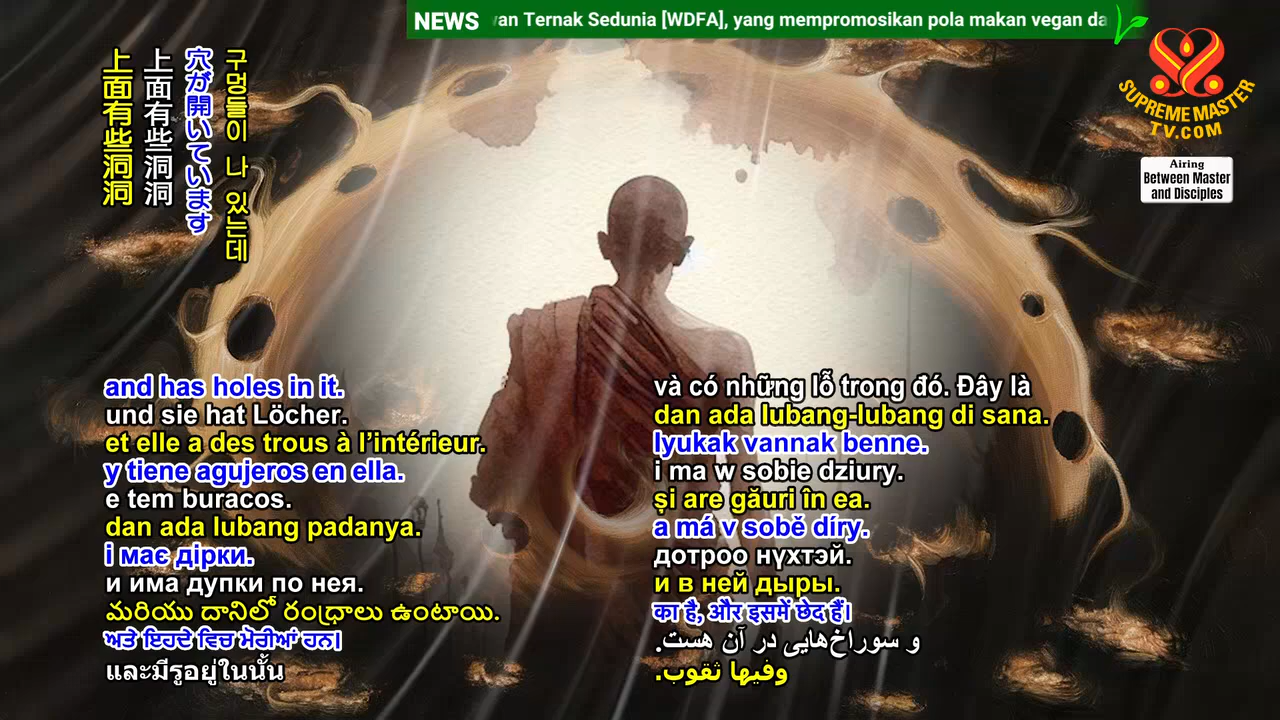 NEWS van Ternak Sedunia [WDFA], yang mempromosikan pola makan vegan da
SUPREME MASTER
TV.COM
Airing
Between Master
and Disciples
구멍들이 나 있는데
穴が開いています
上面有些洞洞
上面有些洞洞
and has holes in it.
und sie hat Löcher.
et elle a des trous à l’intérieur.
y tiene agujeros en ella.
e tem buracos.
dan ada lubang padanya.
і має дірки.
и има дупки по нея.
మరియు దానిలో రంధ్రాలు ఉంటాయి.
ਅਤੇ ਇਹਦੇ ਵਿਚ ਮੋਰੀਆਂ ਹਨ।
และมีรูอยู่ในนั้น
và có những lỗ trong đó. Đây là
dan ada lubang-lubang di sana.
lyukak vannak benne.
i ma w sobie dziury.
și are găuri în ea.
a má v sobě díry.
дотроо нүхтэй.
и в ней дыры.
का है, और इसमें छेद हैं।
و سوراخ‌هایی در آن هست.
وفيها ثقوب.